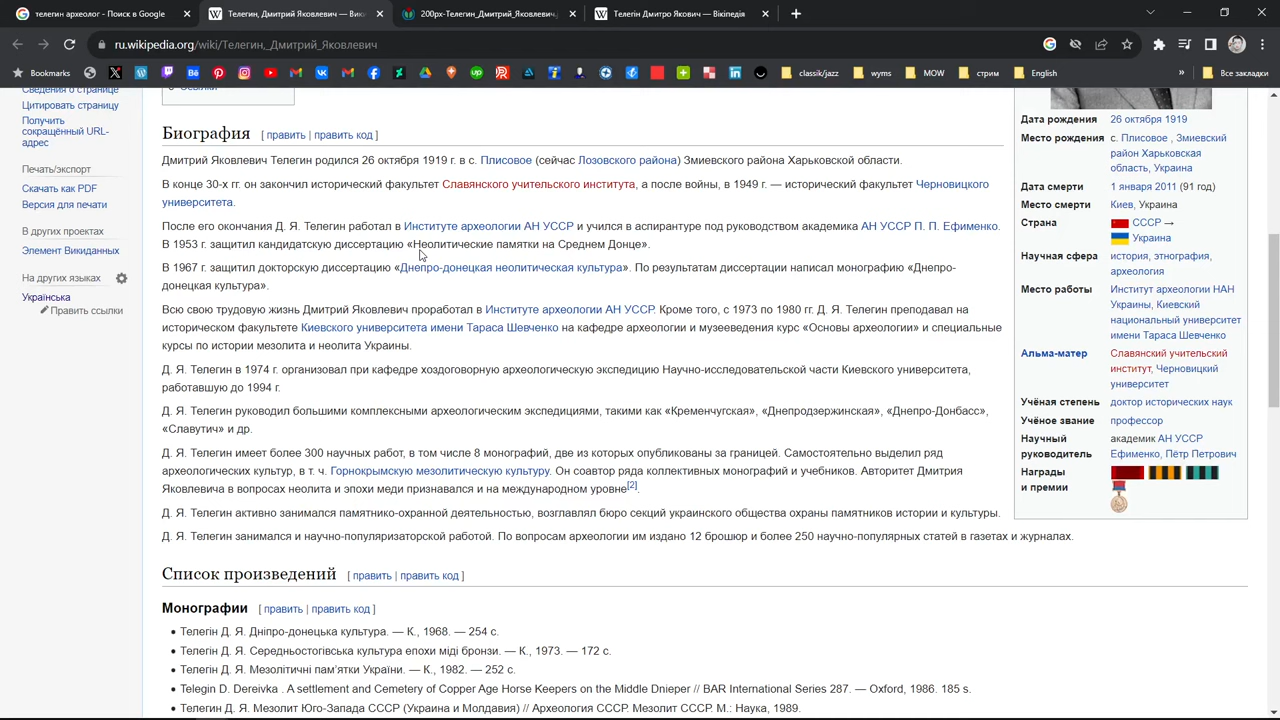 телегин археолог - Поиск в Google
Телегин, Дмитрий Яковлевич — Вик
200px-Телегин_Дмитрий_Яковлевич.
Телегін Дмитро Якович — Вікіпедія
ru.wikipedia.org/wiki/Телегин,_Дмитрий_Яковлевич
Bookmarks
classik/jazz
wyms
MOW
стрим
English
Все закладки
Сведения о странице
Цитировать страницу
Получить
сокращённый URL-
адрес
Печать/экспорт
Скачать как PDF
Версия для печати
В других проектах
Элемент Викиданных
На других языках
Українська
Править ссылки
Ссылки
Биография [ править | править код ]
Дмитрий Яковлевич Телегин родился 26 октября 1919 г. в с. Плисовое (сейчас Лозовского района) Змиевского района Харьковской области.
В конце 30-х гг. он закончил исторический факультет Славянского учительского института, а после войны, в 1949 г. — исторический факультет Черновицкого
университета.
После его окончания Д. Я. Телегин работал в Институте археологии АН УССР и учился в аспирантуре под руководством академика АН УССР П. П. Ефименко.
В 1953 г. защитил кандидатскую диссертацию «Неолитические памятки на Среднем Донце».
В 1967 г. защитил докторскую диссертацию «Днепро-донецкая неолитическая культура». По результатам диссертации написал монографию «Днепро-
донецкая культура».
Всю свою трудовую жизнь Дмитрий Яковлевич проработал в Институте археологии АН УССР. Кроме того, с 1973 по 1980 гг. Д. Я. Телегин преподавал на
историческом факультете Киевского университета имени Тараса Шевченко на кафедре археологии и музееведения курс «Основы археологии» и специальные
курсы по истории мезолита и неолита Украины.
Д. Я. Телегин в 1974 г. организовал при кафедре хоздоговорную археологическую экспедицию Научно-исследовательской части Киевского университета,
работавшую до 1994 г.
Д. Я. Телегин руководил большими комплексными археологическим экспедициями, такими как «Кременчугская», «Днепродзержинская», «Днепро-Донбасс»,
«Славутич» и др.
Д. Я. Телегин имеет более 300 научных работ, в том числе 8 монографий, две из которых опубликованы за границей. Самостоятельно выделил ряд
археологических культур, в т. ч. Горнокрымскую мезолитическую культуру. Он соавтор ряда коллективных монографий и учебников. Авторитет Дмитрия
Яковлевича в вопросах неолита и эпохи меди признавался и на международном уровне[2].
Д. Я. Телегин активно занимался памятнико-охранной деятельностью, возглавлял бюро секций украинского общества охраны памятников истории и культуры.
Д. Я. Телегин занимался и научно-популяризаторской работой. По вопросам археологии им издано 12 брошюр и более 250 научно-популярных статей в газетах и журналах.
Список произведений [ править | править код ]
Монографии [ править | править код ]
Телегін Д. Я. Дніпро-донецька культура. — К., 1968. — 254 с.
Телегін Д. Я. Середньостогівська культура епохи міді бронзи. — К., 1973. — 172 с.
Телегін Д. Я. Мезолітичні пам'ятки України. — К., 1982. — 252 с.
Telegin D. Dereivka . A settlement and Cemetery of Copper Age Horse Keepers on the Middle Dnieper // BAR International Series 287. — Oxford, 1986. 185 s.
Телегин Д. Я. Мезолит Юго-Запада СССР (Украина и Молдавия) // Археология СССР. Мезолит СССР. М.: Наука, 1989.
Дата рождения 26 октября 1919
Место рождения с. Плисовое , Змиевский
район Харьковская
область, Украина
Дата смерти 1 января 2011 (91 год)
Место смерти Киев, Украина
Страна СССР →
Украина
Научная сфера история, этнография,
археология
Место работы Институт археологии НАН
Украины, Киевский
национальный университет
имени Тараса Шевченко
Альма-матер Славянский учительский
институт, Черновицкий
университет
Учёная степень доктор исторических наук
Учёное звание профессор
Научный академик АН УССР
руководитель Ефименко, Пётр Петрович
Награды
и премии